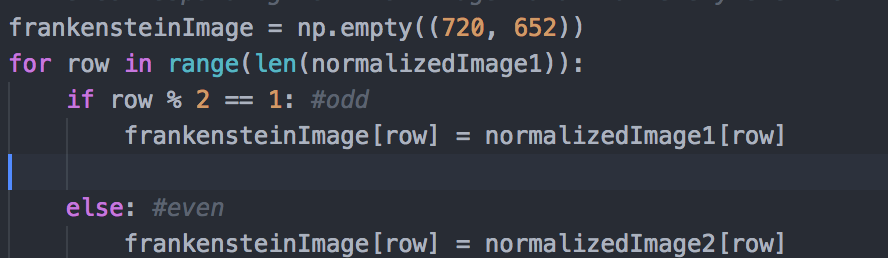 frankensteinImage = np.empty((720, 652))
for row in range(len(normalizedImage1)):
    if row % 2 == 1: #odd
        frankensteinImage[row] = normalizedImage1[row]
    else: #even
        frankensteinImage[row] = normalizedImage2[row]